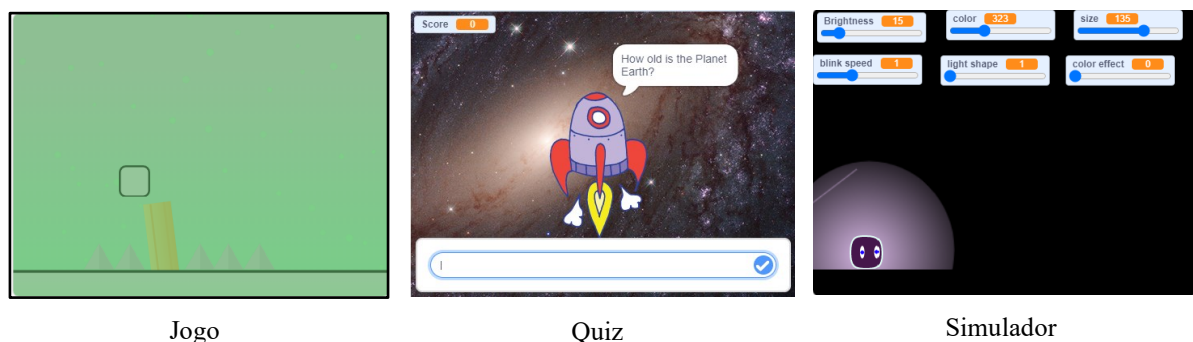 Score 0
How old is the Planet
Earth?
Brightness 15
color 323
size 135
blink speed 1
light shape 1
color effect 0
Jogo
Quiz
Simulador